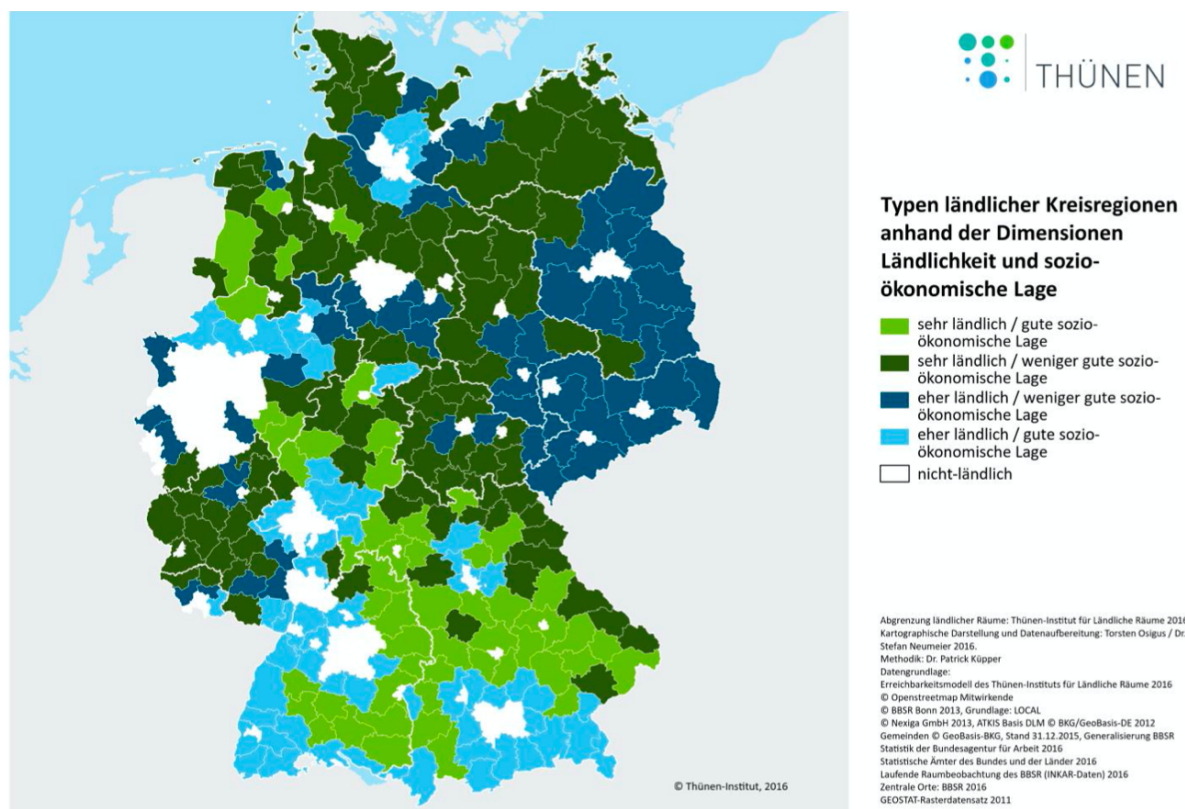 THÜNEN
Typen ländlicher Kreisregionen
anhand der Dimensionen
Ländlichkeit und sozio-
ökonomische Lage
sehr ländlich / gute sozio-
ökonomische Lage
sehr ländlich / weniger gute sozio-
ökonomische Lage
eher ländlich / weniger gute sozio-
ökonomische Lage
eher ländlich / gute sozio-
ökonomische Lage
nicht-ländlich
Abgrenzung ländlicher Räume: Thünen-Institut für Ländliche Räume 2016
Kartographische Darstellung und Datenaufbereitung: Torsten Osigus / Dr.
Stefan Neumeier 2016.
Methodik: Dr. Patrick Küpper
Datengrundlage:
Erreichbarkeitsmodell des Thünen-Instituts für Ländliche Räume 2016
© Openstreetmap Mitwirkende
© BBSR Bonn 2013, Grundlage: LOCAL
© Nexiga GmbH 2013, ATKIS Basis DLM © BKG/GeoBasis-DE 2012
Gemeinden © GeoBasis-BKG, Stand 31.12.2015, Generalisierung BBSR
Statistik der Bundesagentur für Arbeit 2016
Statistische Ämter des Bundes und der Länder 2016
Laufende Raumbeobachtung des BBSR (INKAR-Daten) 2016
Zentrale Orte: BBSR 2016
GEOSTAT-Rasterdatensatz 2011
© Thünen-Institut, 2016